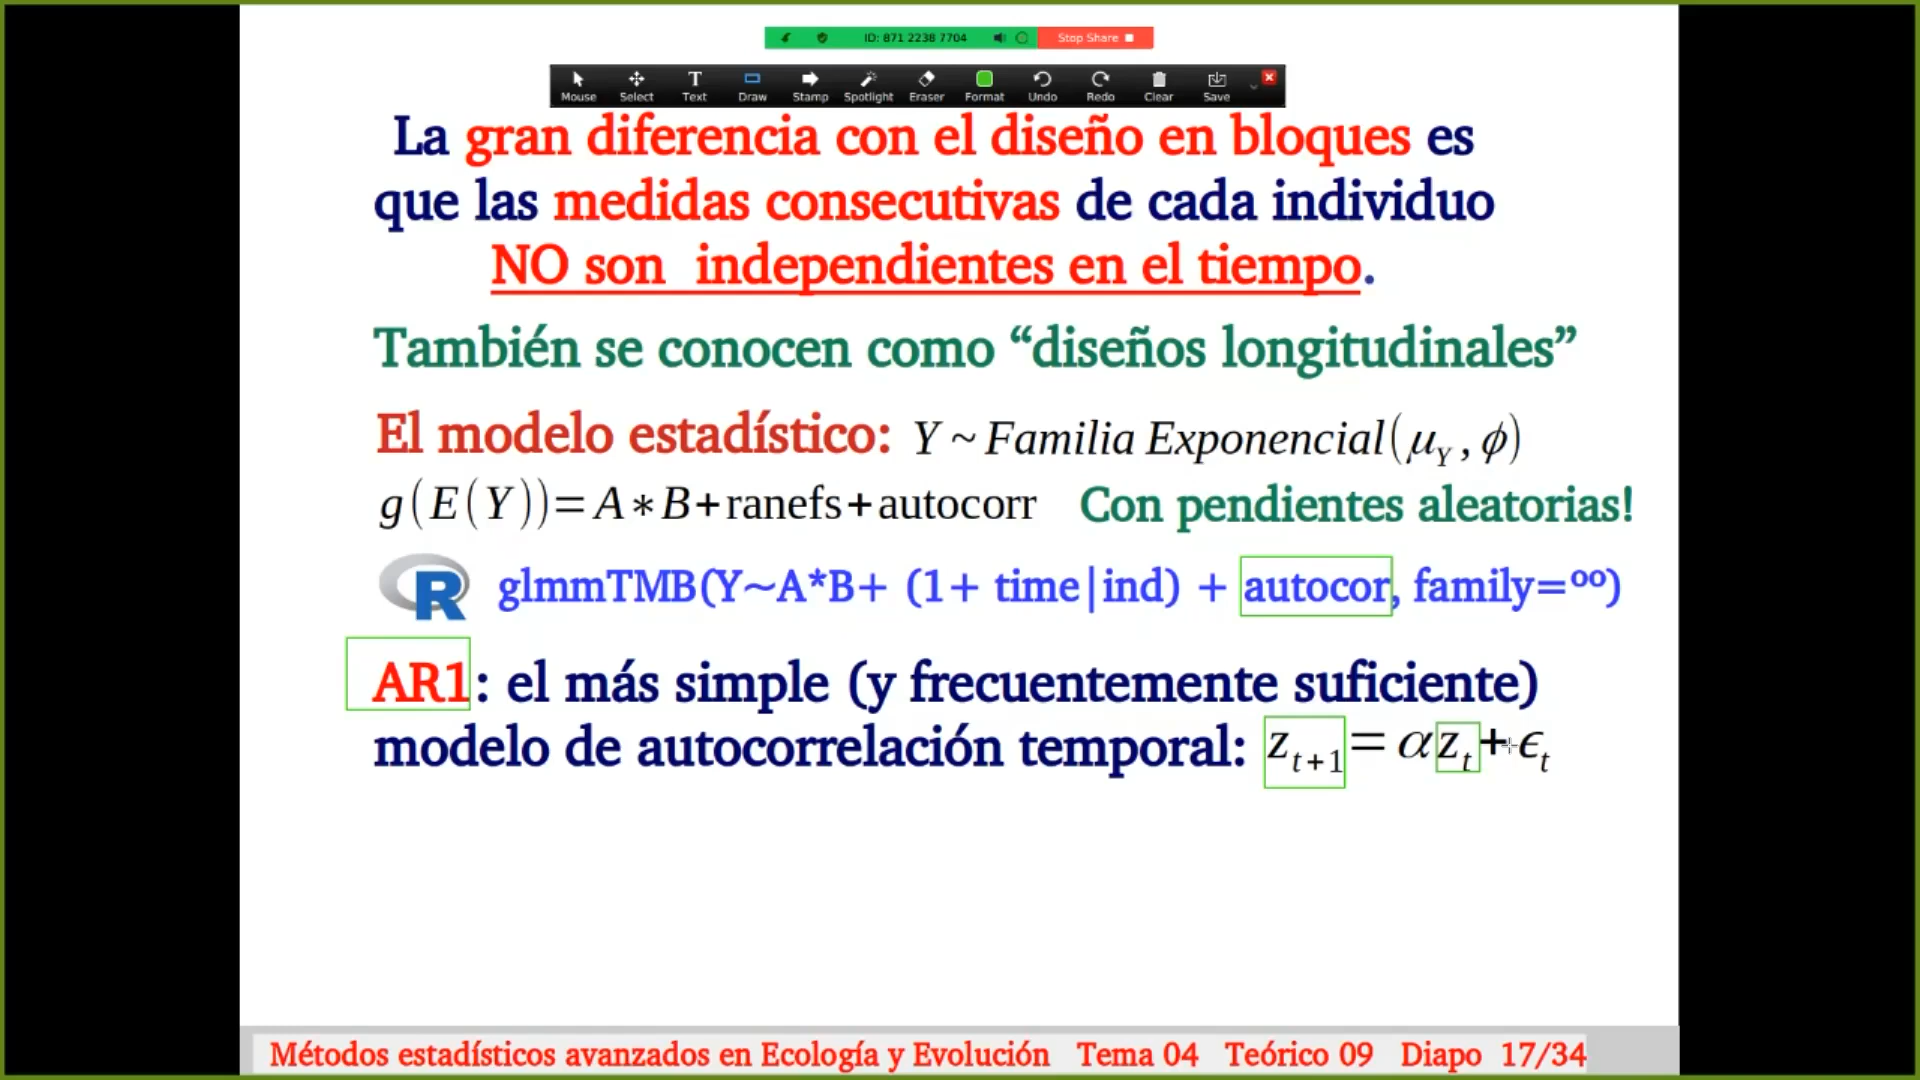 ID: 871 2238 7704 Stop Share
Mouse Select Text Draw Stamp Spotlight Eraser Format Undo Redo Clear Save
La gran diferencia con el diseño en bloques es
que las medidas consecutivas de cada individuo
NO son independientes en el tiempo.
También se conocen como “diseños longitudinales”
El modelo estadístico: Y ~ Familia Exponencial(μ_Y, ϕ)
g(E(Y))=A∗B+ranefs+autocorr Con pendientes aleatorias!
R glmmTMB(Y~A*B+ (1+ time|ind) + autocor, family=ºº)
AR1: el más simple (y frecuentemente suficiente)
modelo de autocorrelación temporal: z_{t+1}=αz_t+ϵ_t
Métodos estadísticos avanzados en Ecología y Evolución Tema 04 Teórico 09 Diapo 17/34